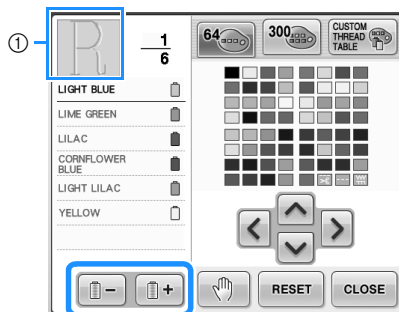 ①
R
1
6
64
300
CUSTOM
THREAD
TABLE
LIGHT BLUE
LIME GREEN
LILAC
CORNFLOWER
BLUE
LIGHT LILAC
YELLOW
−
+
RESET
CLOSE